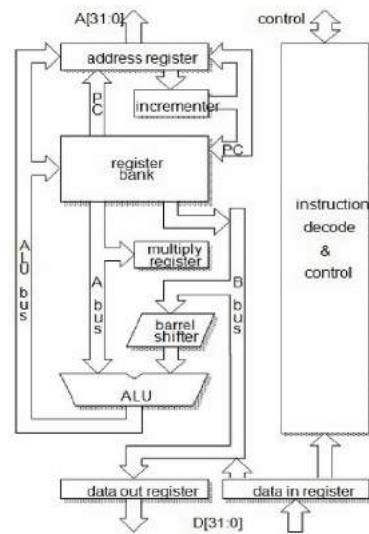 A[31:0]
control
address register
PC
incrementer
PC
register
bank
instruction
decode
&
control
ALU bus
A bus
multiply
register
B bus
barrel
shifter
ALU
data out register
data in register
D[31:0]